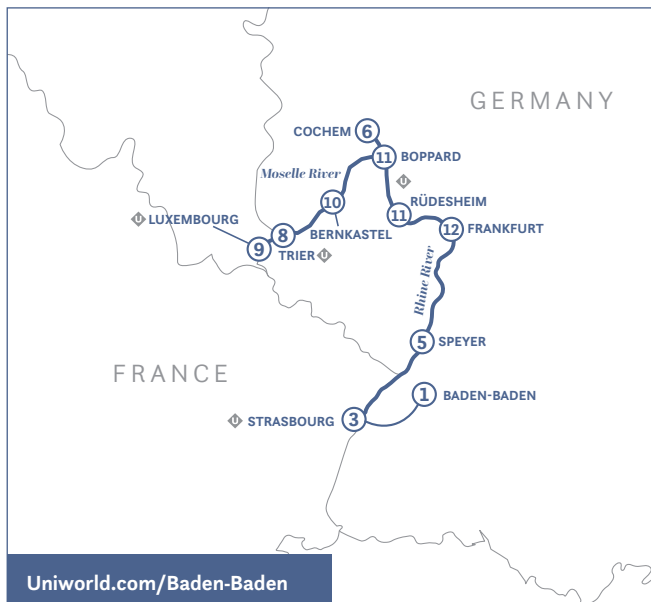 GERMANY
COCHEM 6
11 BOPPARD
Moselle River
U
10
11 RÜDESHEIM
U LUXEMBOURG
8
BERNKASTEL
12 FRANKFURT
9
TRIER U
Rhine River
5 SPEYER
FRANCE
1 BADEN-BADEN
U STRASBOURG 3
Uniworld.com/Baden-Baden